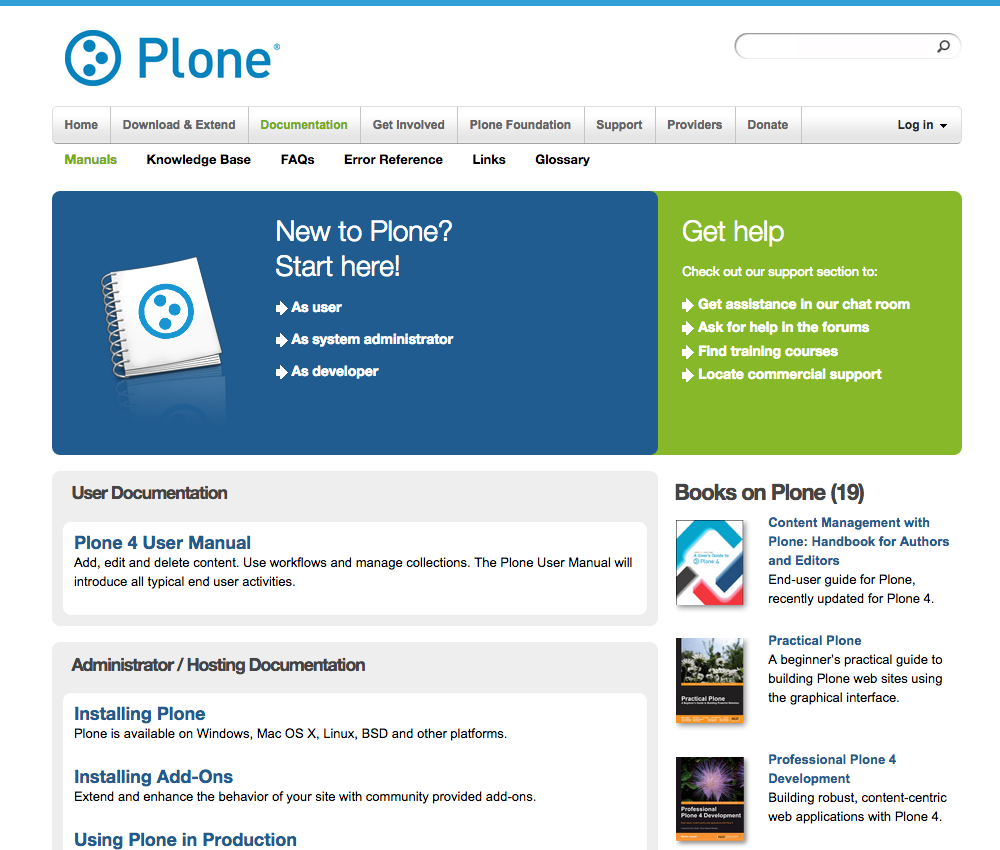 Plone®
Home Download & Extend Documentation Get Involved Plone Foundation Support Providers Donate Log in
Manuals Knowledge Base FAQs Error Reference Links Glossary
New to Plone?
Start here!
As user
As system administrator
As developer
Get help
Check out our support section to:
Get assistance in our chat room
Ask for help in the forums
Find training courses
Locate commercial support
User Documentation
Plone 4 User Manual
Add, edit and delete content. Use workflows and manage collections. The Plone User Manual will
introduce all typical end user activities.
Administrator / Hosting Documentation
Installing Plone
Plone is available on Windows, Mac OS X, Linux, BSD and other platforms.
Installing Add-Ons
Extend and enhance the behavior of your site with community provided add-ons.
Using Plone in Production
Books on Plone (19)
A User's Guide to
Plone 4
Content Management with
Plone: Handbook for Authors
and Editors
End-user guide for Plone,
recently updated for Plone 4.
Practical Plone
Practical Plone
A beginner's practical guide to
building Plone web sites using
the graphical interface.
Professional
Plone 4 Development
Professional Plone 4
Development
Building robust, content-centric
web applications with Plone 4.